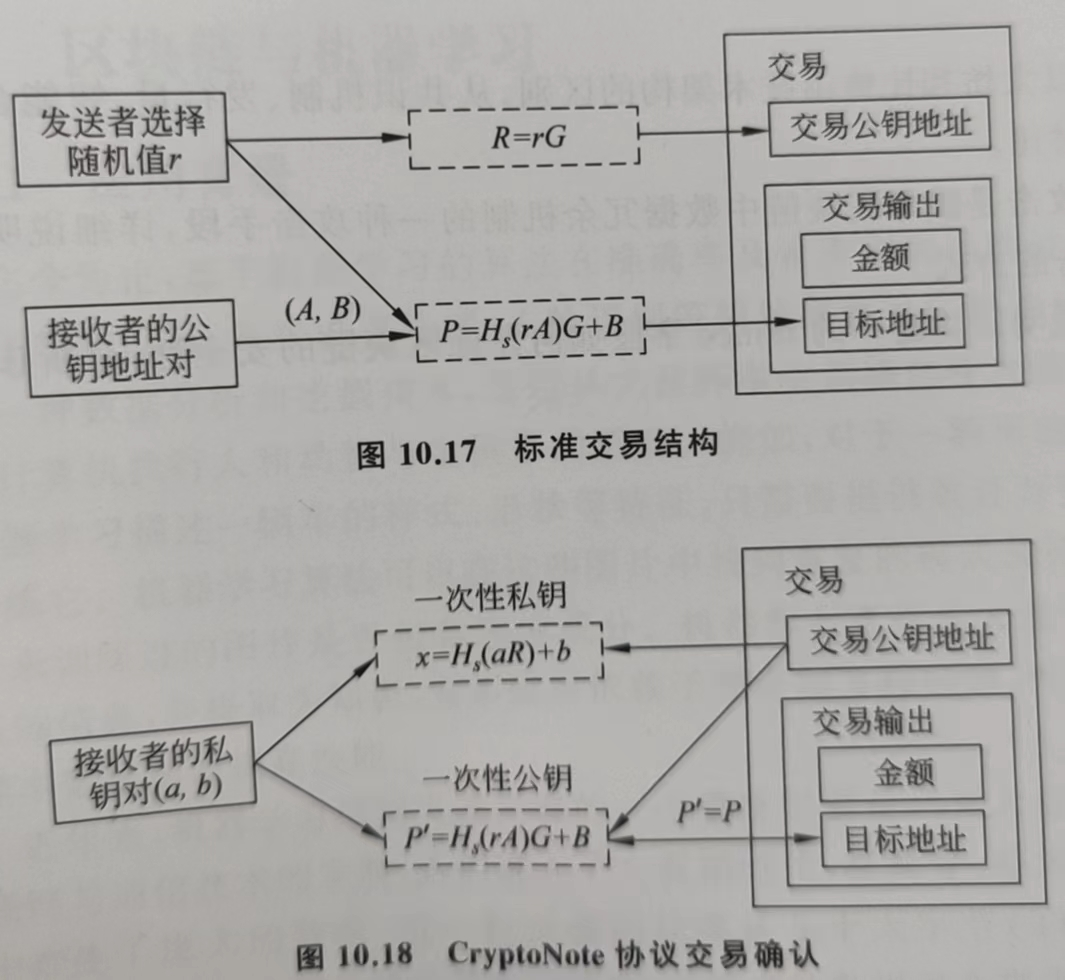 发送者选择
随机值r
R=rG
交易
交易公钥地址
交易输出
金额
目标地址
接收者的公
钥地址对
(A, B)
P=Hs(rA)G+B
图 10.17 标准交易结构
一次性私钥
x=Hs(aR)+b
交易
交易公钥地址
交易输出
金额
目标地址
接收者的私
钥对(a, b)
一次性公钥
P'=Hs(rA)G+B
P'=P
图 10.18 CryptoNote 协议交易确认